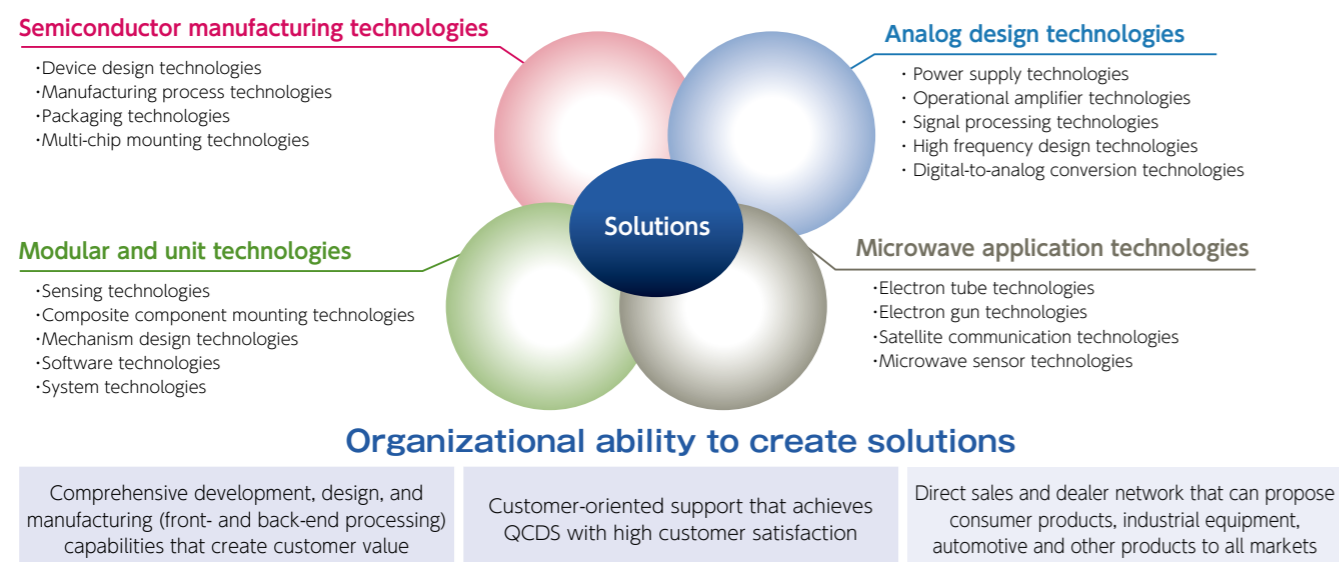 Semiconductor manufacturing technologies
・Device design technologies
・Manufacturing process technologies
・Packaging technologies
・Multi-chip mounting technologies
Analog design technologies
・Power supply technologies
・Operational amplifier technologies
・Signal processing technologies
・High frequency design technologies
・Digital-to-analog conversion technologies
Solutions
Modular and unit technologies
・Sensing technologies
・Composite component mounting technologies
・Mechanism design technologies
・Software technologies
・System technologies
Microwave application technologies
・Electron tube technologies
・Electron gun technologies
・Satellite communication technologies
・Microwave sensor technologies
Organizational ability to create solutions
Comprehensive development, design, and
manufacturing (front- and back-end processing)
capabilities that create customer value
Customer-oriented support that achieves
QCDS with high customer satisfaction
Direct sales and dealer network that can propose
consumer products, industrial equipment,
automotive and other products to all markets